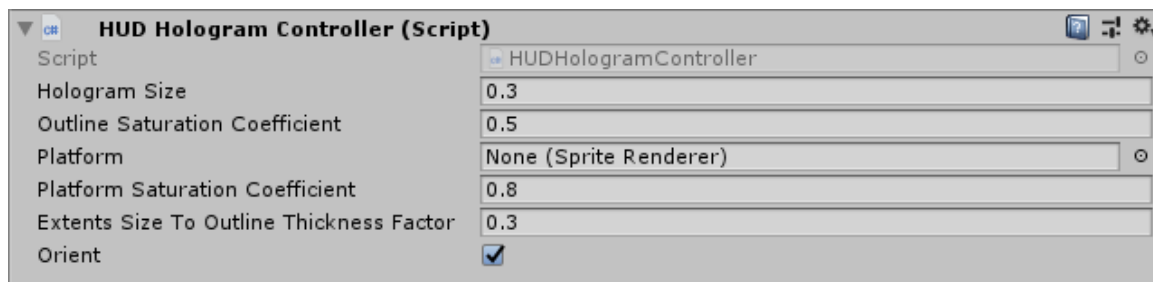 c# HUD Hologram Controller (Script)
Script HUDHologramController
Hologram Size 0.3
Outline Saturation Coefficient 0.5
Platform None (Sprite Renderer)
Platform Saturation Coefficient 0.8
Extents Size To Outline Thickness Factor 0.3
Orient